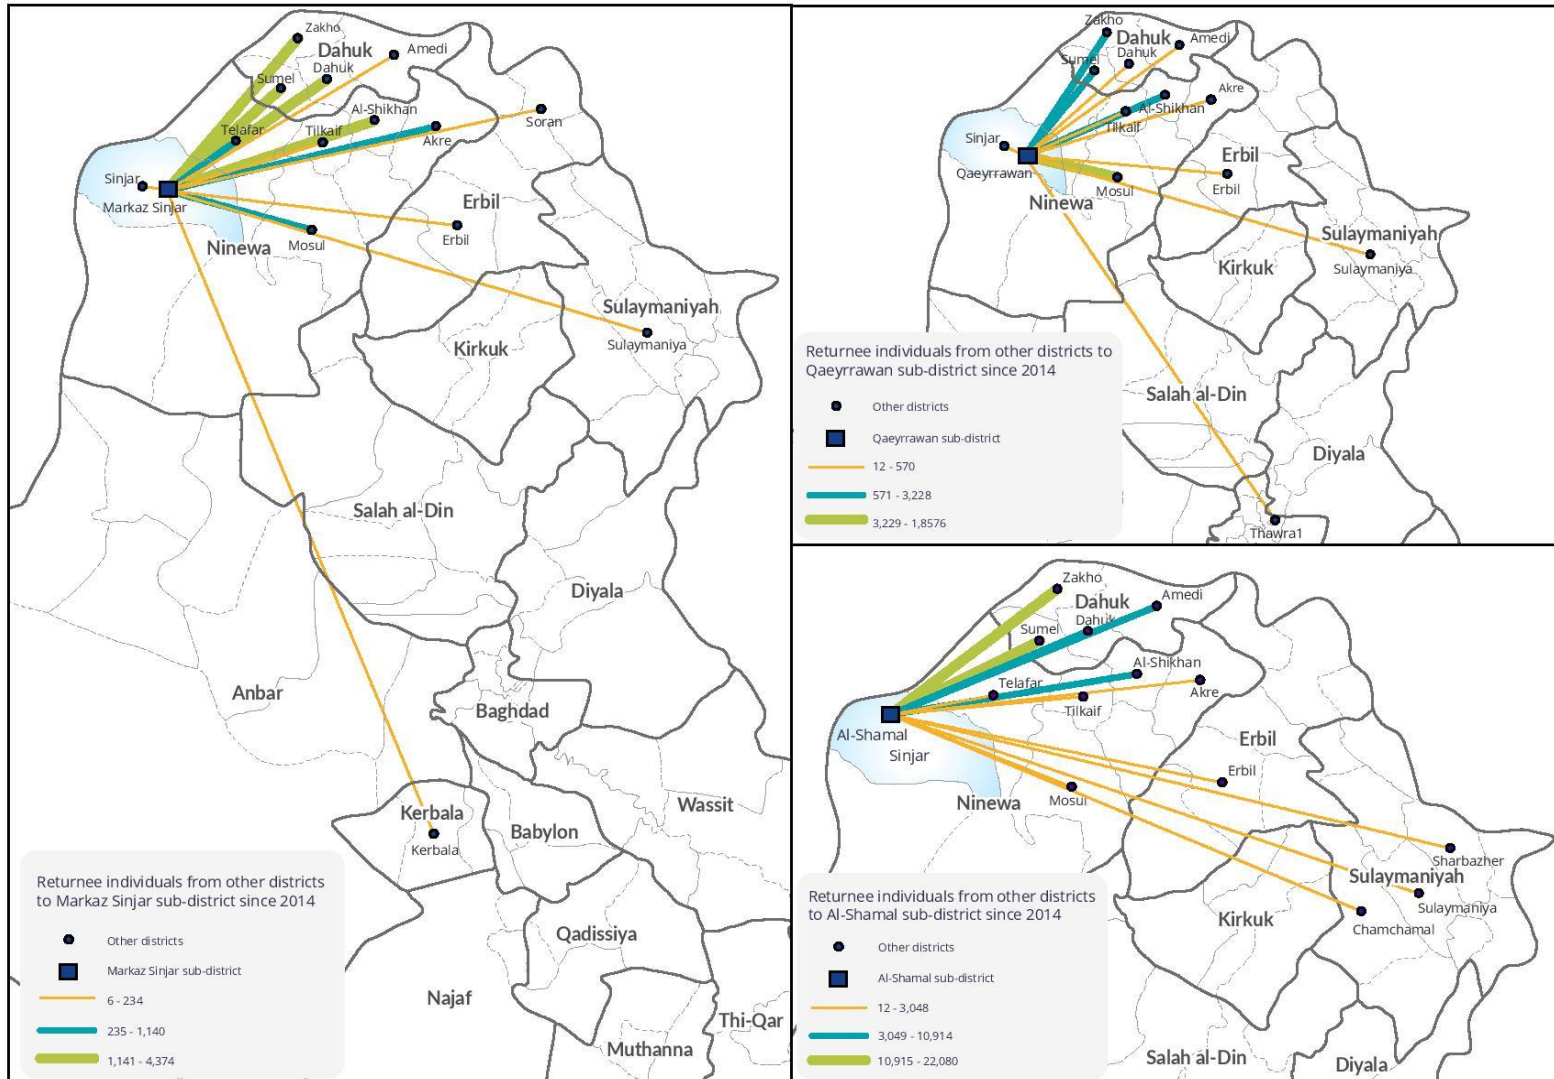 Zakho
Dahuk
Amedi
Dahuk
Sumel
Al-Shikhan
Soran
Telafar
Tilkaif
Akre
Sinjar
Markaz Sinjar
Erbil
Erbil
Ninewa
Mosul
Sulaymaniyah
Sulaymaniya
Kirkuk
Salah al-Din
Diyala
Anbar
Baghdad
Wassit
Kerbala
Kerbala
Babylon
Qadissiya
Najaf
Thi-Qar
Muthanna
Returnee individuals from other districts
to Markaz Sinjar sub-district since 2014
Other districts
Markaz Sinjar sub-district
6 - 234
235 - 1,140
1,141 - 4,374
Zakho
Dahuk
Amedi
Dahuk
Sumel
Akre
Al-Shikhan
Tilkaif
Sinjar
Qaeyrrawan
Erbil
Erbil
Mosul
Ninewa
Sulaymaniyah
Sulaymaniya
Kirkuk
Salah al-Din
Diyala
Thawra1
Returnee individuals from other districts to
Qaeyrrawan sub-district since 2014
Other districts
Qaeyrrawan sub-district
12 - 570
571 - 3,228
3,229 - 1,8576
Zakho
Dahuk
Amedi
Dahuk
Sumel
Al-Shikhan
Telafar
Akre
Tilkaif
Al-Shamal
Sinjar
Erbil
Erbil
Ninewa
Mosul
Sharbazher
Sulaymaniyah
Sulaymaniya
Chamchamal
Kirkuk
Salah al-Din
Diyala
Returnee individuals from other districts
to Al-Shamal sub-district since 2014
Other districts
Al-Shamal sub-district
12 - 3,048
3,049 - 10,914
10,915 - 22,080